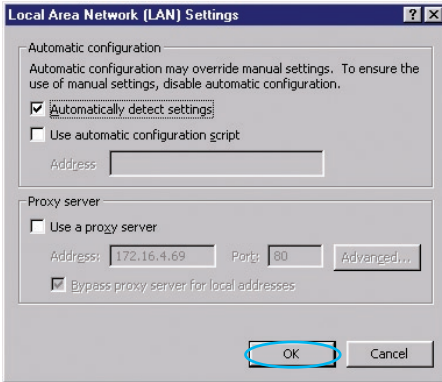 Local Area Network (LAN) Settings
Automatic configuration
Automatic configuration may override manual settings. To ensure the
use of manual settings, disable automatic configuration.
Automatically detect settings
Use automatic configuration script
Address
Proxy server
Use a proxy server
Address: 172.16.4.69 Port: 80 Advanced...
Bypass proxy server for local addresses
OK Cancel